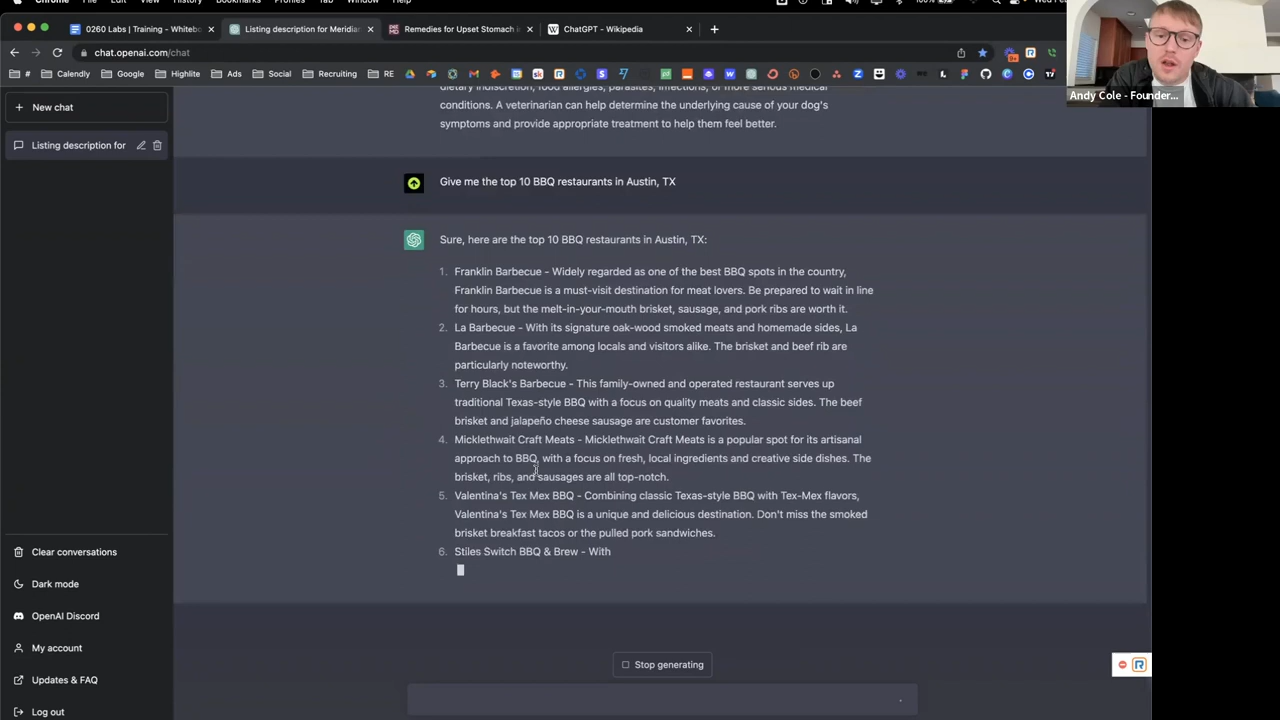 Chrome File Edit View History Bookmarks Profiles Tab Window Help 100%
0260 Labs | Training - Whiteb
Listing description for Meridia
Remedies for Upset Stomach i
ChatGPT - Wikipedia
chat.openai.com/chat
# Calendly Google Highlite Ads Social Recruiting RE
Andy Cole - Founder...
New chat
Listing description for
dietary indiscretion, food allergies, parasites, infections, or more serious medical
conditions. A veterinarian can help determine the underlying cause of your dog's
symptoms and provide appropriate treatment to help them feel better.
Give me the top 10 BBQ restaurants in Austin, TX
Sure, here are the top 10 BBQ restaurants in Austin, TX:
1. Franklin Barbecue - Widely regarded as one of the best BBQ spots in the country,
Franklin Barbecue is a must-visit destination for meat lovers. Be prepared to wait in line
for hours, but the melt-in-your-mouth brisket, sausage, and pork ribs are worth it.
2. La Barbecue - With its signature oak-wood smoked meats and homemade sides, La
Barbecue is a favorite among locals and visitors alike. The brisket and beef rib are
particularly noteworthy.
3. Terry Black's Barbecue - This family-owned and operated restaurant serves up
traditional Texas-style BBQ with a focus on quality meats and classic sides. The beef
brisket and jalapeño cheese sausage are customer favorites.
4. Micklethwait Craft Meats - Micklethwait Craft Meats is a popular spot for its artisanal
approach to BBQ, with a focus on fresh, local ingredients and creative side dishes. The
brisket, ribs, and sausages are all top-notch.
5. Valentina's Tex Mex BBQ - Combining classic Texas-style BBQ with Tex-Mex flavors,
Valentina's Tex Mex BBQ is a unique and delicious destination. Don't miss the smoked
brisket breakfast tacos or the pulled pork sandwiches.
6. Stiles Switch BBQ & Brew - With
Stop generating
Clear conversations
Dark mode
OpenAI Discord
My account
Updates & FAQ
Log out